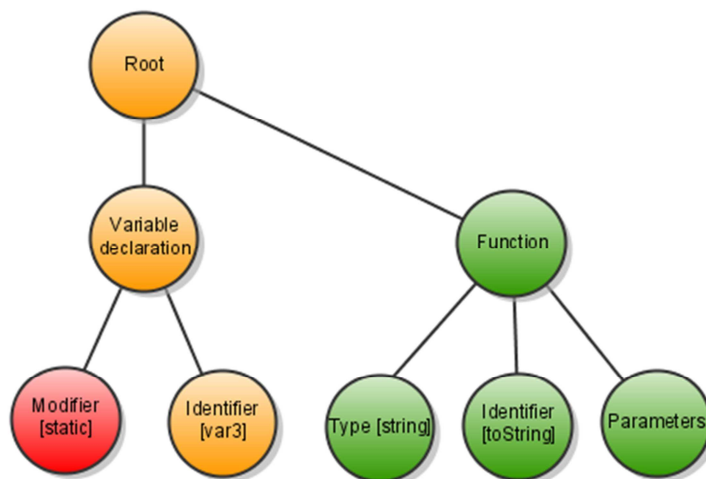 Root
Variable
declaration
Function
Modifier
[static]
Identifier
[var3]
Type [string]
Identifier
[toString]
Parameters